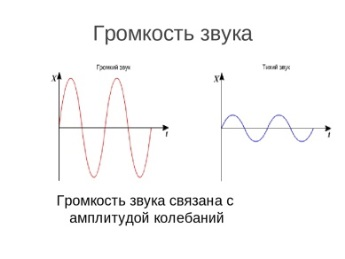 Громкость звука
Громкий звук
Тихий звук
X
t
X
t
Громкость звука связана с
амплитудой колебаний